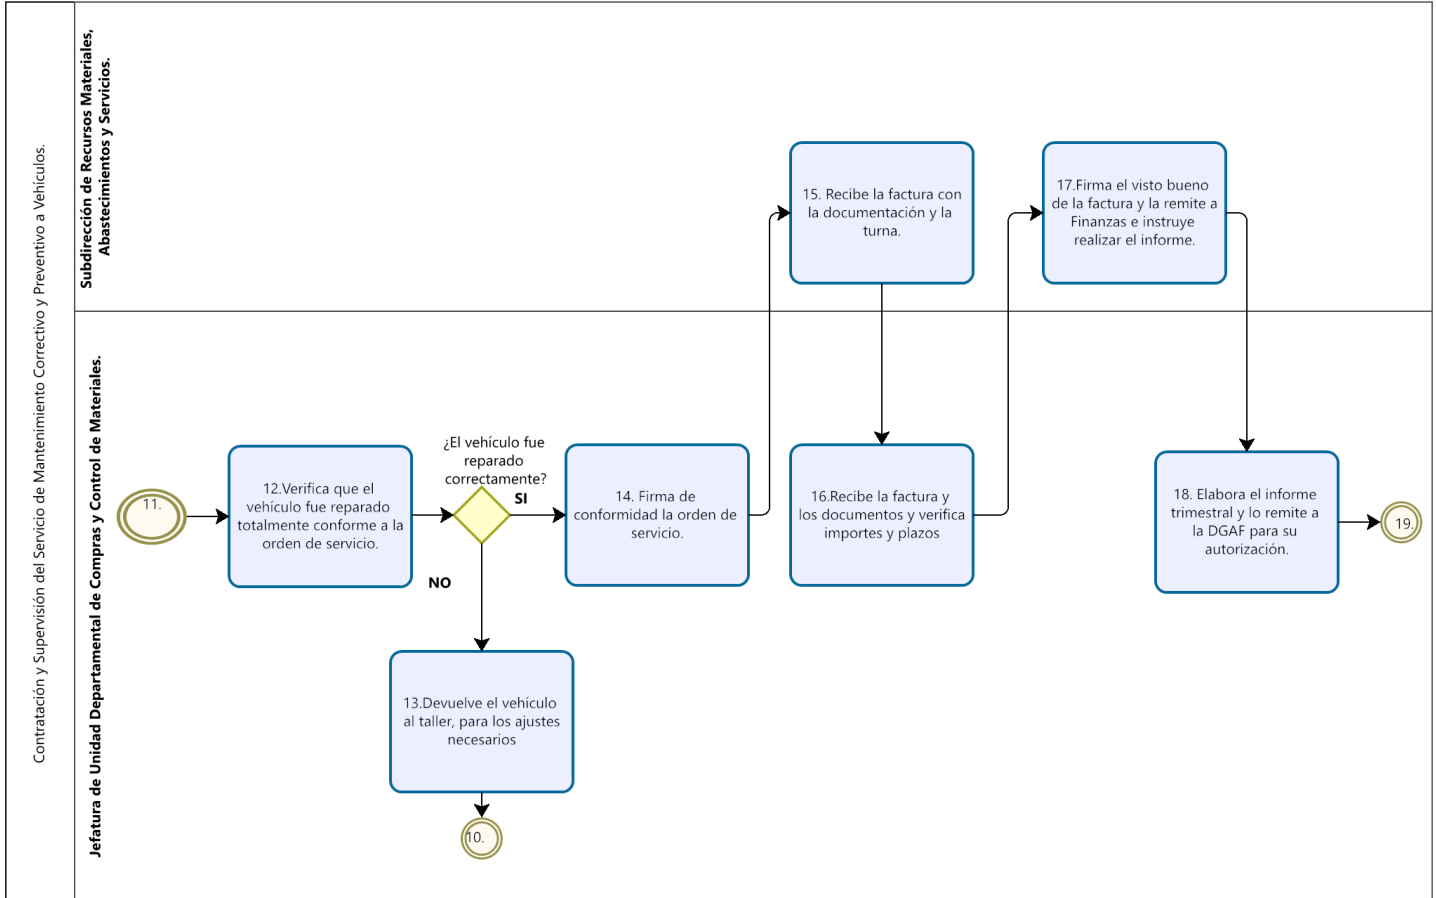 Contratación y Supervisión del Servicio de Mantenimiento Correctivo y Preventivo a Vehículos.
Subdirección de Recursos Materiales,
Abastecimientos y Servicios.
15. Recibe la factura con
la documentación y la
turna.
17.Firma el visto bueno
de la factura y la remite a
Finanzas e instruye
realizar el informe.
Jefatura de Unidad Departamental de Compras y Control de Materiales.
11.
12.Verifica que el
vehículo fue reparado
totalmente conforme a la
orden de servicio.
¿El vehículo fue
reparado
correctamente?
SI
NO
14. Firma de
conformidad la orden de
servicio.
16.Recibe la factura y
los documentos y verifica
importes y plazos
18. Elabora el informe
trimestral y lo remite a
la DGAF para su
autorización.
19.
13.Devuelve el vehículo
al taller, para los ajustes
necesarios
10.